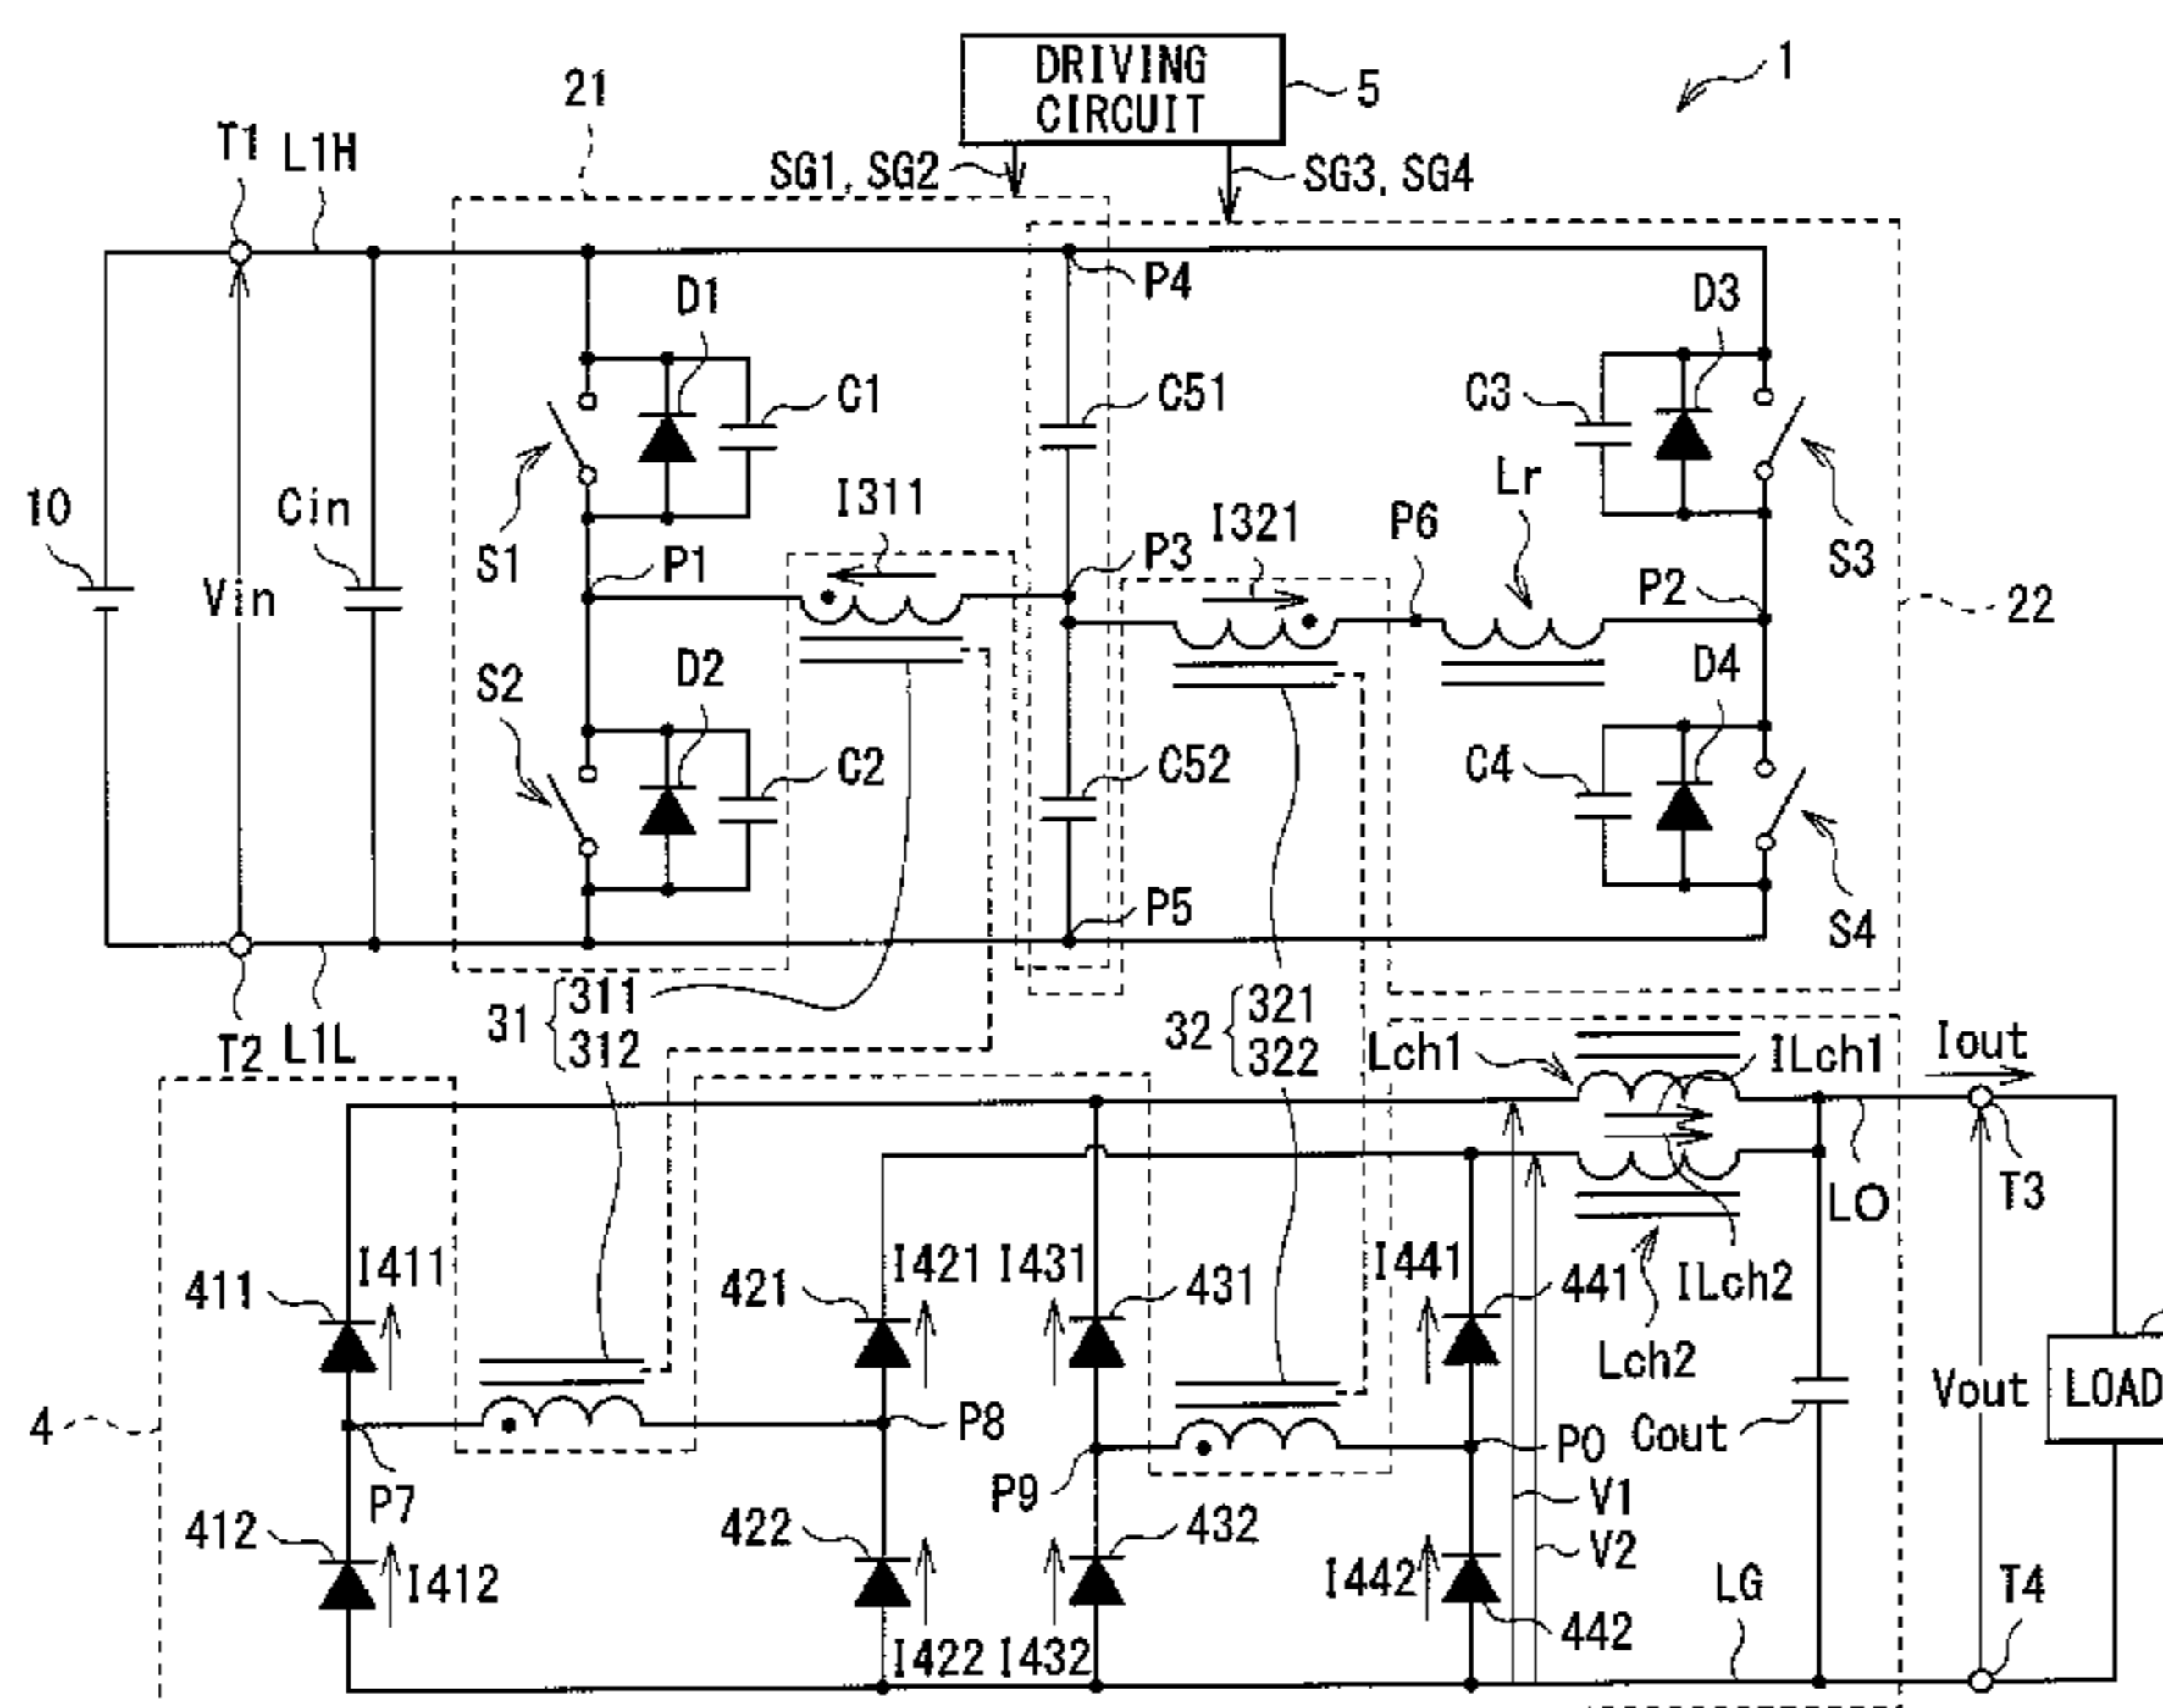 DRIVING
CIRCUIT
5
1
21
T1
L1H
SG1, SG2
SG3, SG4
P4
D1
D3
C1
C51
C3
Lr
10
Cin
I311
I321
P6
S1
P1
P3
S3
Vin
P2
22
S2
D2
D4
C2
C52
C4
P5
S4
31
311
312
32
321
322
T2
L1L
Lch1
ILch1
Iout
T3
LO
411
I411
421
I421
I431
431
I441
441
ILch2
Lch2
4
P8
P0
Cout
Vout
LOAD
P7
P9
V1
412
I412
422
432
V2
I442
LG
T4
I422
I432
442